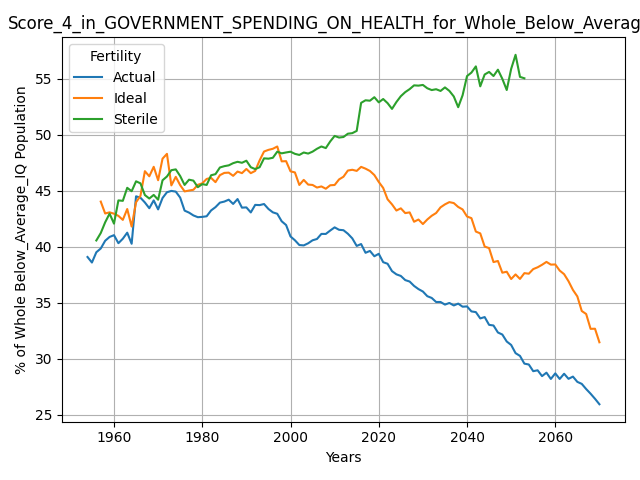 Score_4_in_GOVERNMENT_SPENDING_ON_HEALTH_for_Whole_Below_Averag
Fertility
Actual
Ideal
Sterile
% of Whole Below_Average_IQ Population
55
50
45
40
35
30
25
1960 1980 2000 2020 2040 2060
Years